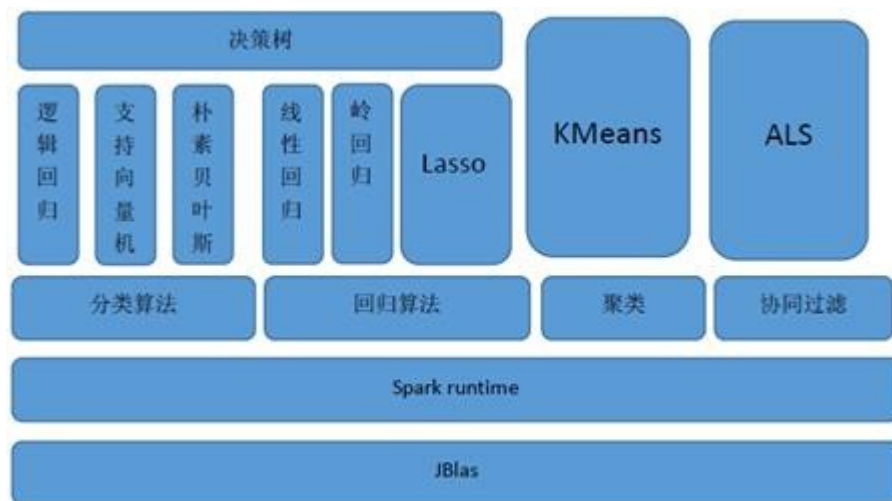 决策树
逻辑回归
支持向量机
朴素贝叶斯
线性回归
岭回归
Lasso
KMeans
ALS
分类算法
回归算法
聚类
协同过滤
Spark runtime
JBlas